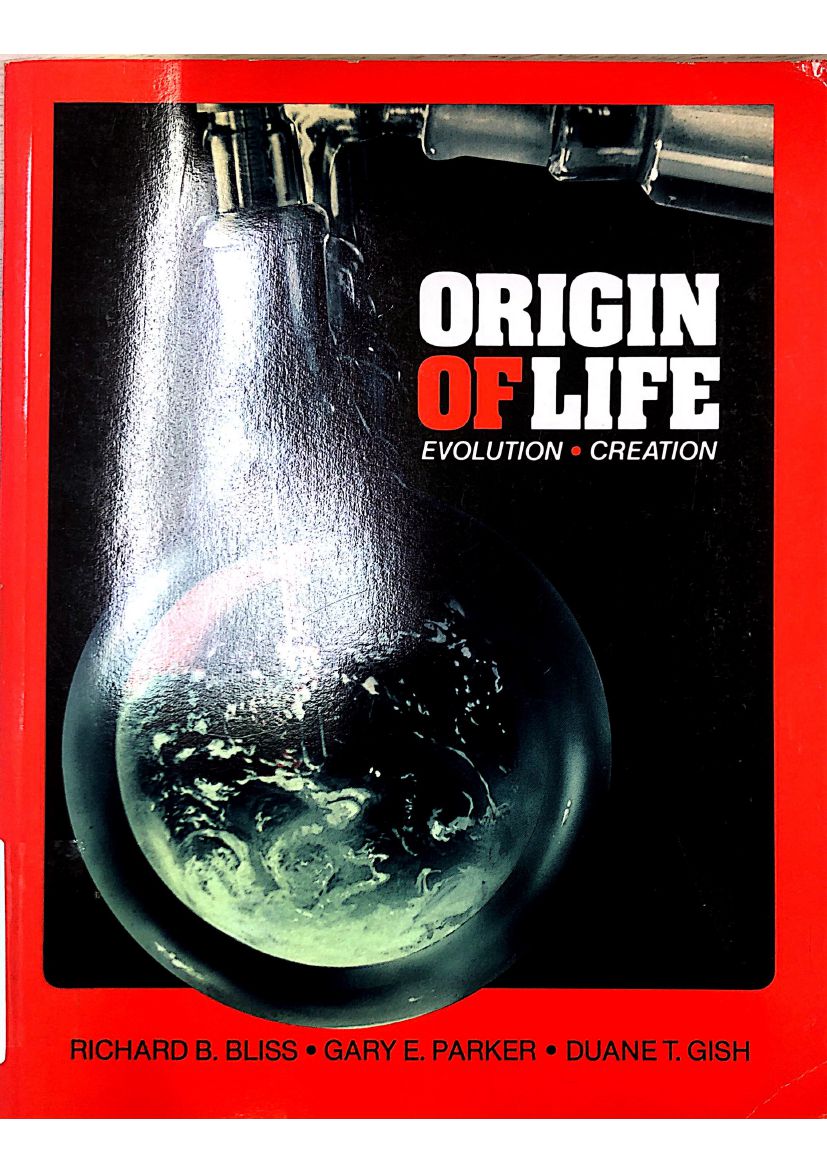 ORIGIN
OF LIFE
EVOLUTION • CREATION
RICHARD B. BLISS • GARY E. PARKER • DUANE T. GISH